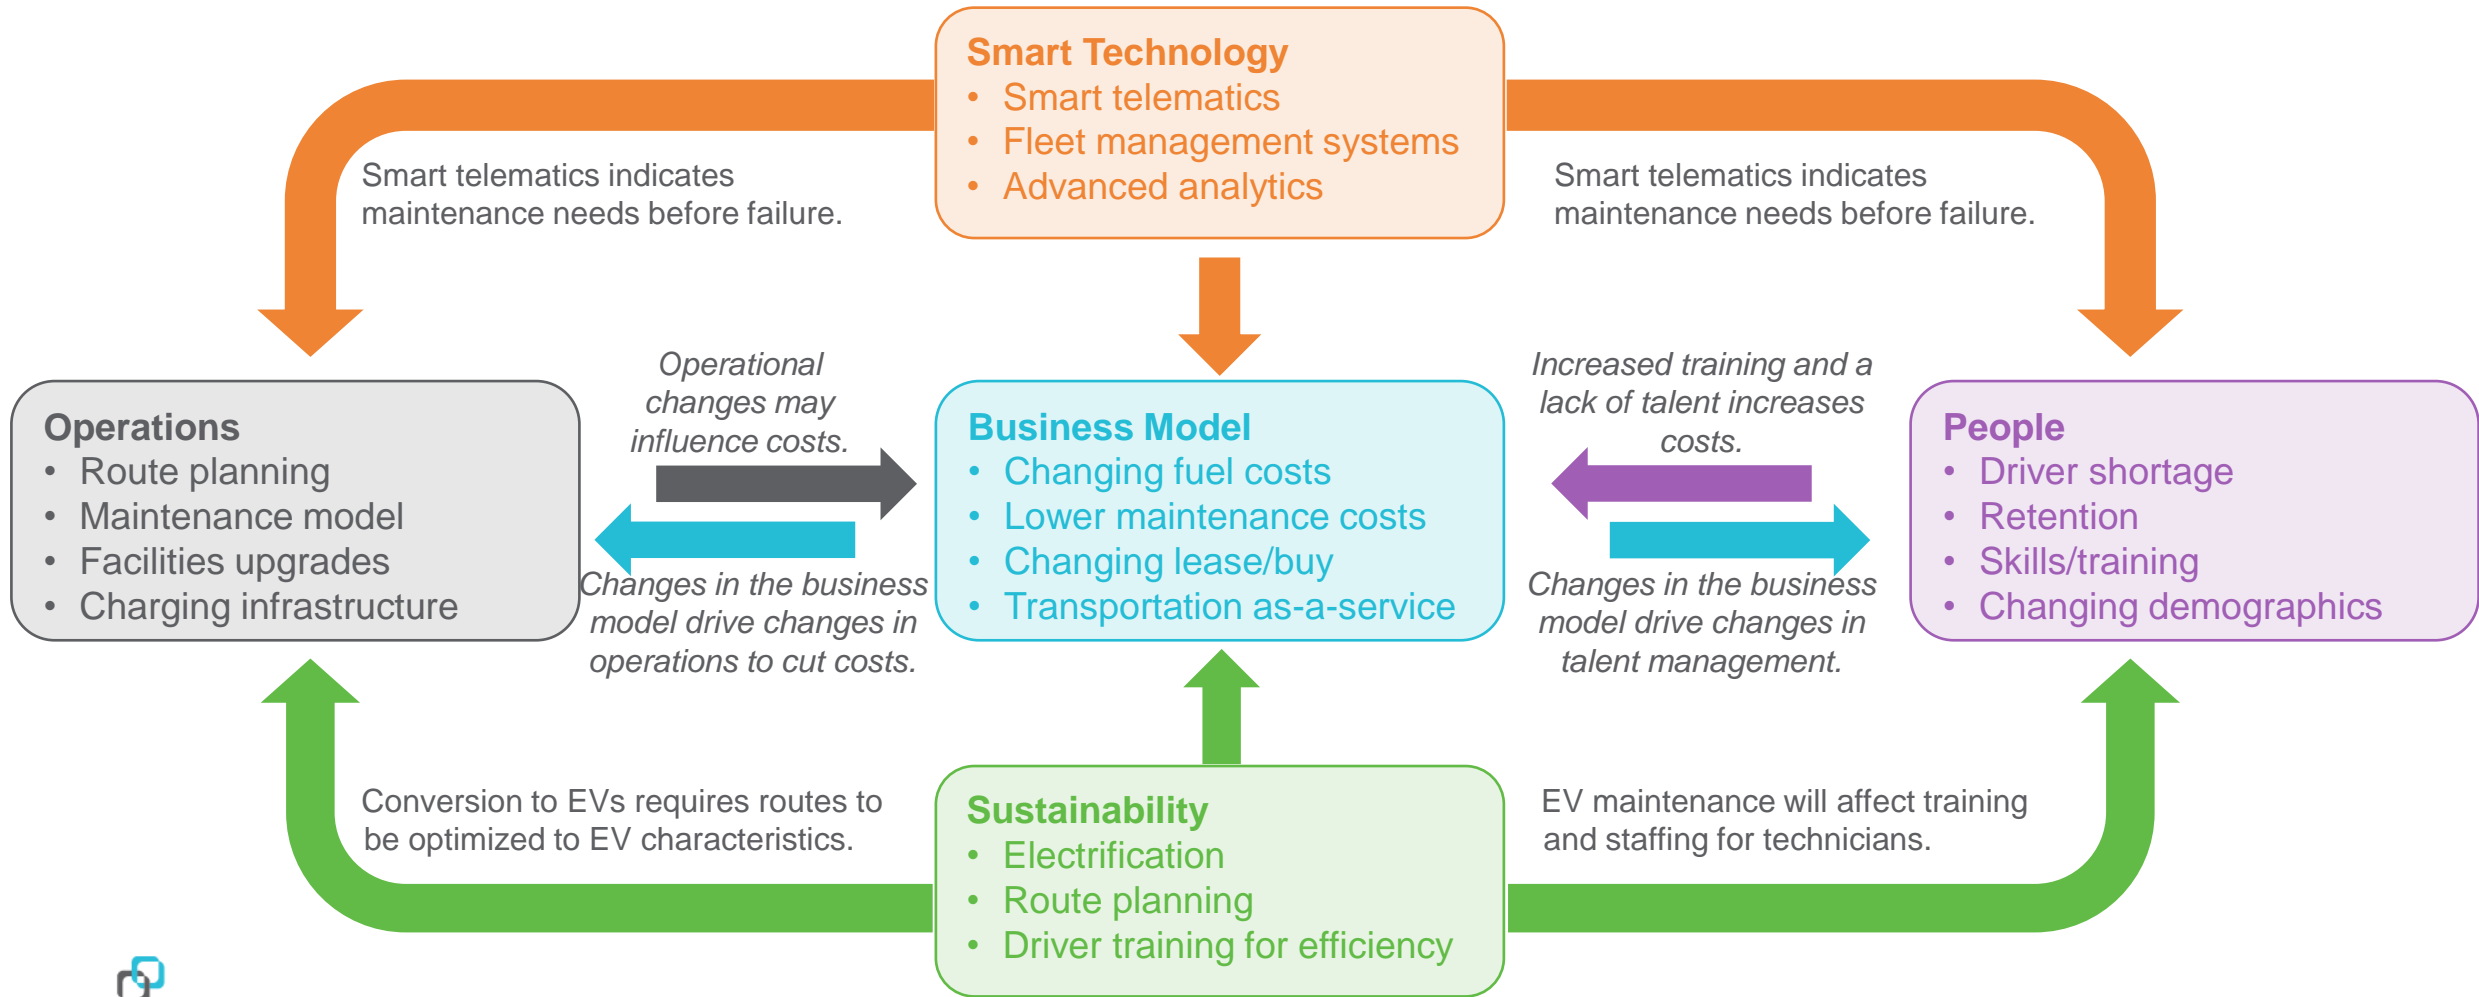 Smart Technology
• Smart telematics
• Fleet management systems
• Advanced analytics
Smart telematics indicates
maintenance needs before failure.
Smart telematics indicates
maintenance needs before failure.
Operations
• Route planning
• Maintenance model
• Facilities upgrades
• Charging infrastructure
Operational
changes may
influence costs.
Changes in the business
model drive changes in
operations to cut costs.
Business Model
• Changing fuel costs
• Lower maintenance costs
• Changing lease/buy
• Transportation as-a-service
Increased training and a
lack of talent increases
costs.
Changes in the business
model drive changes in
talent management.
People
• Driver shortage
• Retention
• Skills/training
• Changing demographics
Conversion to EVs requires routes to
be optimized to EV characteristics.
Sustainability
• Electrification
• Route planning
• Driver training for efficiency
EV maintenance will affect training
and staffing for technicians.